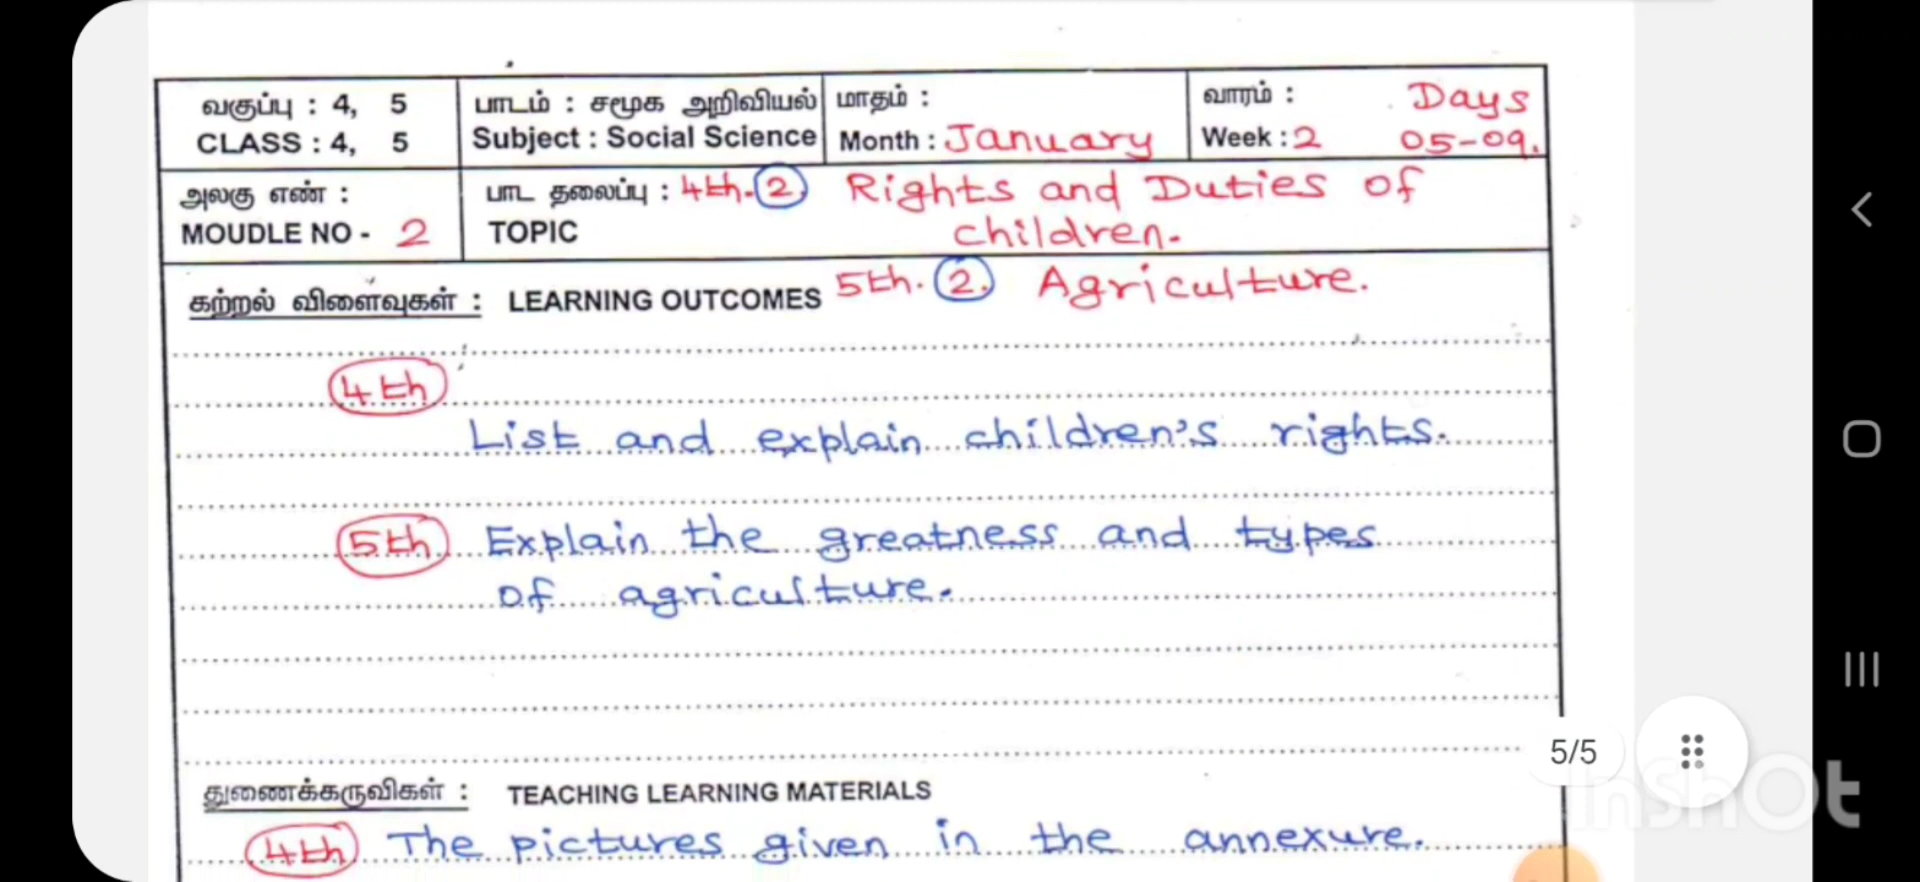 வகுப்பு : 4, 5
CLASS : 4, 5
பாடம் : சமூக அறிவியல்
Subject : Social Science
மாதம் :
Month : January
வாரம் : Days
Week : 2 05-09.
அலகு எண் :
MOUDLE NO - 2
பாட தலைப்பு : 4th. 2. Rights and Duties of
TOPIC children.
கற்றல் விளைவுகள் : LEARNING OUTCOMES 5th. 2. Agriculture.
4th
List and explain children's rights.
5th Explain the greatness and types
of agriculture.
துணைக்கருவிகள் : TEACHING LEARNING MATERIALS
4th The pictures given in the annexure.
5/5
InShOt